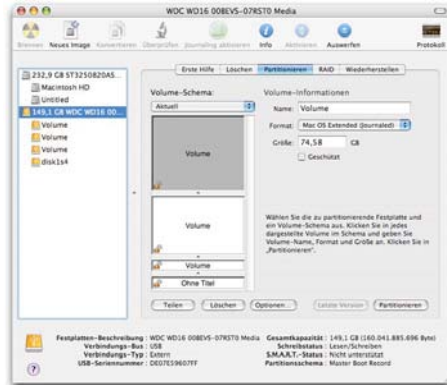 WDC WD16 00BEVS-07RST0 Media
Brennen Neues Image Konvertieren Überprüfen Journaling aktivieren Info Aktivieren Auswerfen Protokoll
232,9 GB ST3250820AS...
Macintosh HD
Untitled
149,1 GB WDC WD16 00...
Volume
Volume
Volume
disk1s4
Erste Hilfe Löschen Partitionieren RAID Wiederherstellen
Volume-Schema:
Aktuell
Volume
Volume
Volume
Ohne Titel
Volume-Informationen
Name: Volume
Format: Mac OS Extended (Journaled)
Größe: 74,58 GB
Geschützt
Wählen Sie die zu partitionierende Festplatte und
ein Volume-Schema aus. Klicken Sie in jedes
dargestellte Volume im Schema und geben Sie
Volume-Name, Format und Größe an. Klicken Sie in
„Partitionieren".
Teilen Löschen Optionen... Letzte Version Partitionieren
Festplatten-Beschreibung : WDC WD16 00BEVS-07RST0 Media
Verbindungs-Bus : USB
Verbindungs-Typ : Extern
USB-Seriennummer : DEF07E59607FF
Gesamtkapazität : 149,1 GB (160.041.885.696 Byte)
Schreibstatus : Lesen/Schreiben
S.M.A.R.T.-Status : Nicht unterstützt
Partitionsschema : Master Boot Record
?